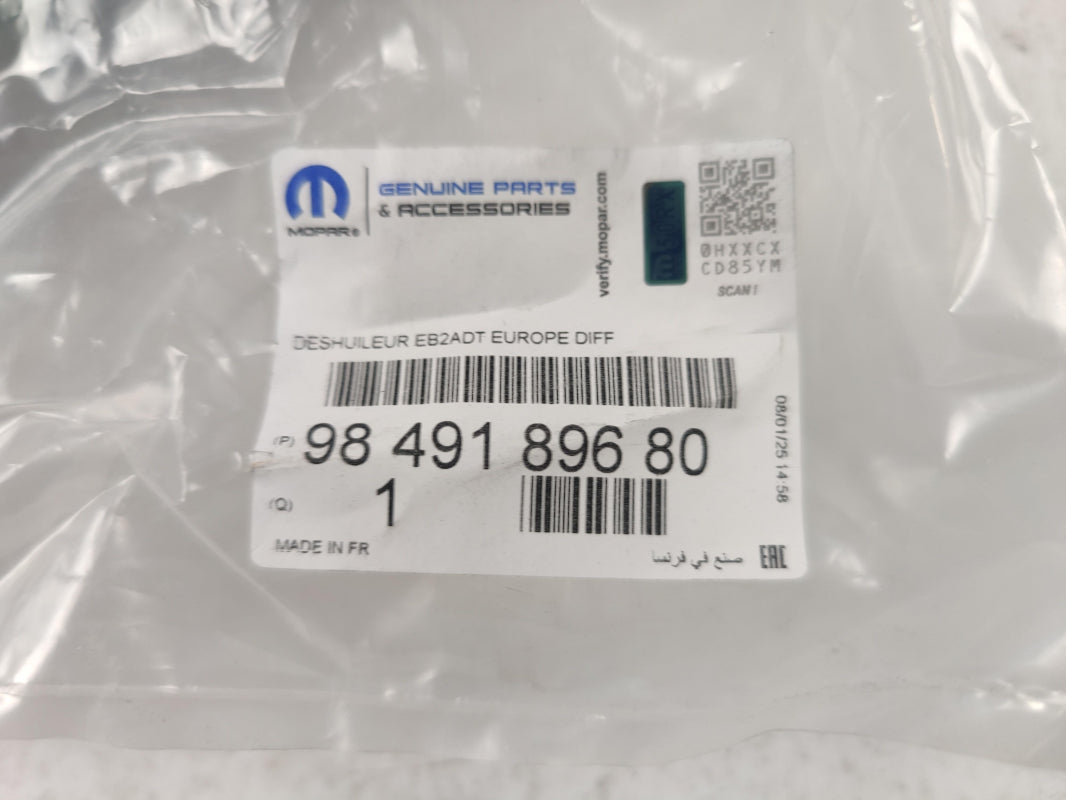 GENUINE PARTS
& ACCESSORIES
MOPAR®
verify.mopar.com
0HXXCX
CD85YM
SCAN!
DESHUILEUR EB2ADT EUROPE DIFF
(P) 98 491 896 80
(Q) 1
08/01/25 14:58
MADE IN FR
صنع في فرنسا
EAC